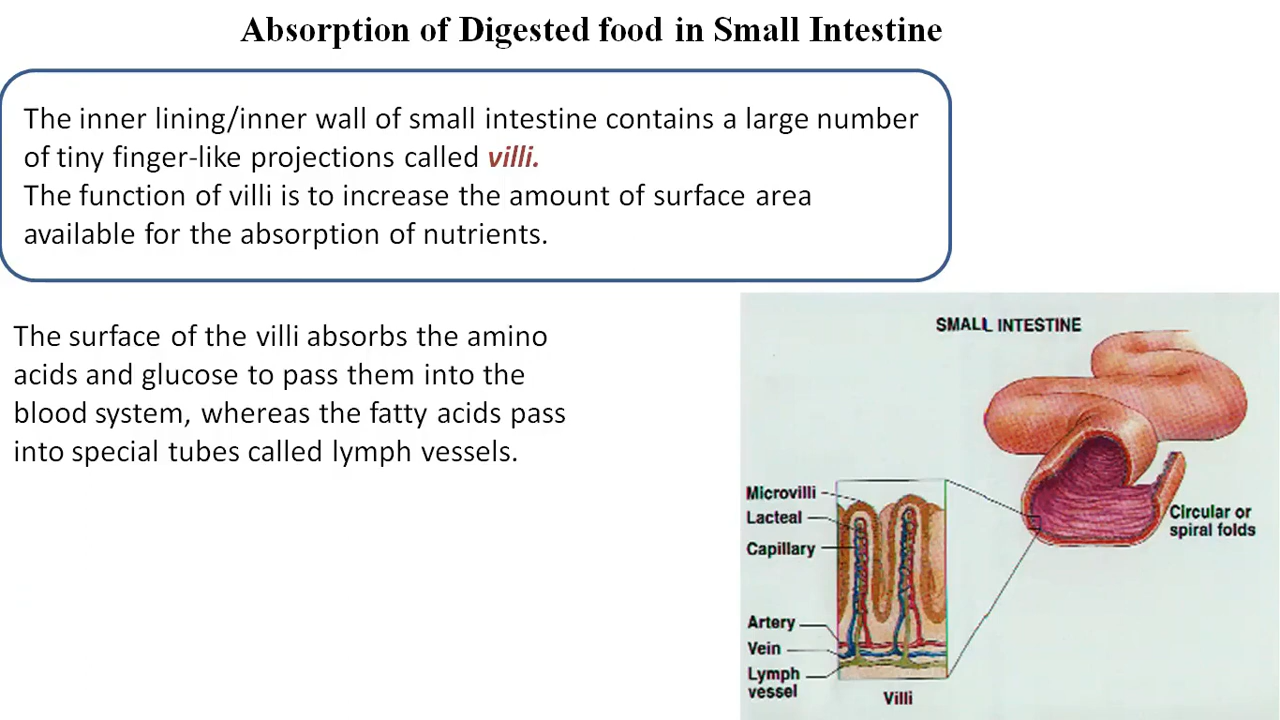 Absorption of Digested food in Small Intestine
The inner lining/inner wall of small intestine contains a large number
of tiny finger-like projections called villi.
The function of villi is to increase the amount of surface area
available for the absorption of nutrients.
The surface of the villi absorbs the amino
acids and glucose to pass them into the
blood system, whereas the fatty acids pass
into special tubes called lymph vessels.
SMALL INTESTINE
Microvilli
Lacteal
Capillary
Artery
Vein
Lymph
vessel
Villi
Circular or
spiral folds